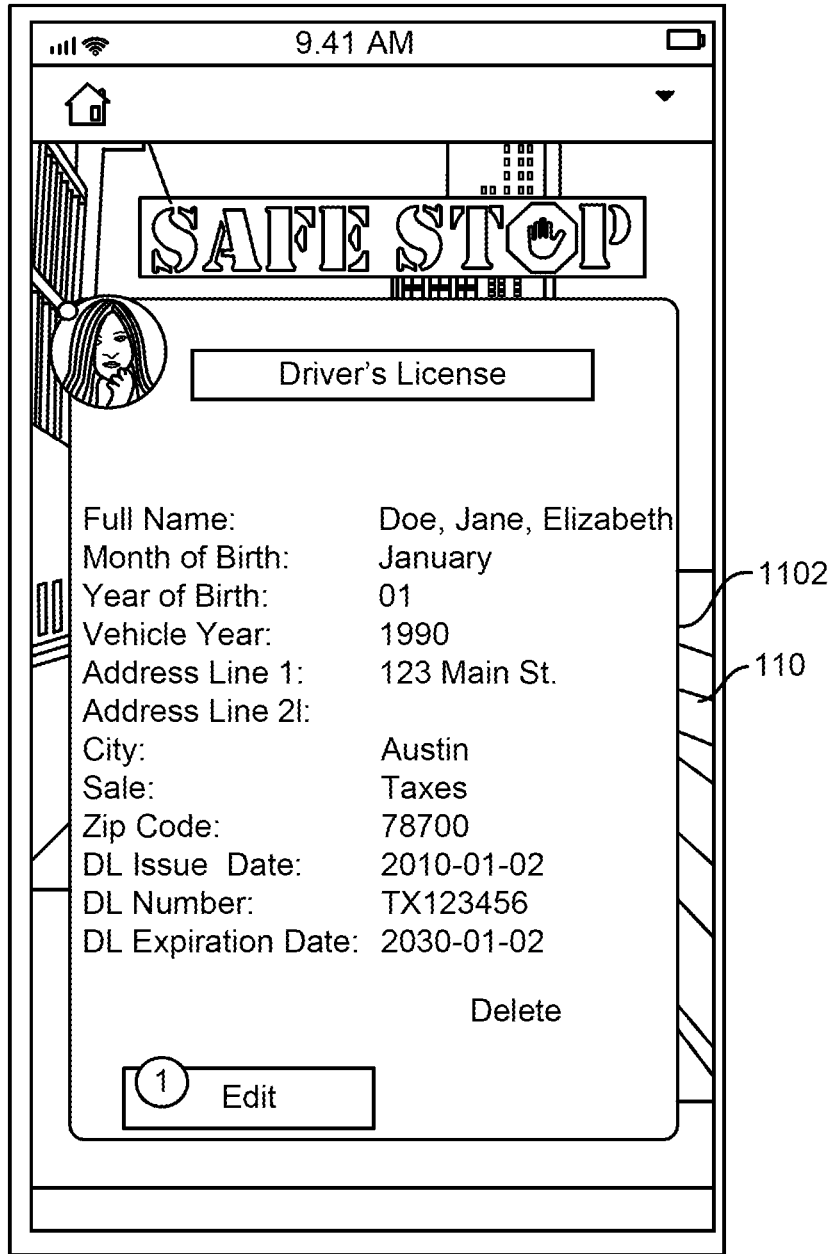 9.41 AM
SAFE STOP
Driver's License
Full Name: Doe, Jane, Elizabeth
Month of Birth: January
Year of Birth: 01
Vehicle Year: 1990
Address Line 1: 123 Main St.
Address Line 2l:
City: Austin
Sale: Taxes
Zip Code: 78700
DL Issue Date: 2010-01-02
DL Number: TX123456
DL Expiration Date: 2030-01-02
Delete
1 Edit
1102
110